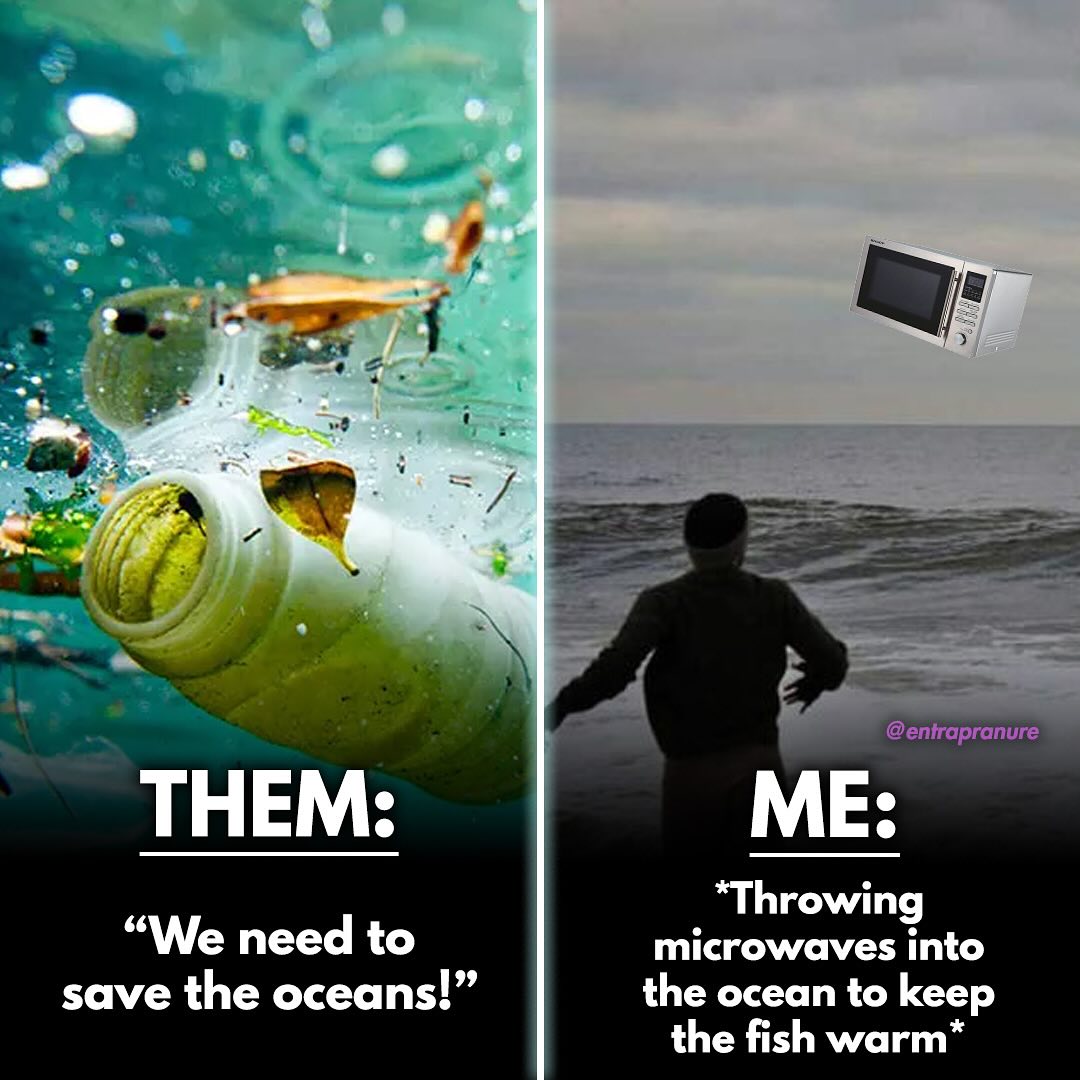 THEM:
“We need to
save the oceans!”
@entrapranure
ME:
*Throwing
microwaves into
the ocean to keep
the fish warm*